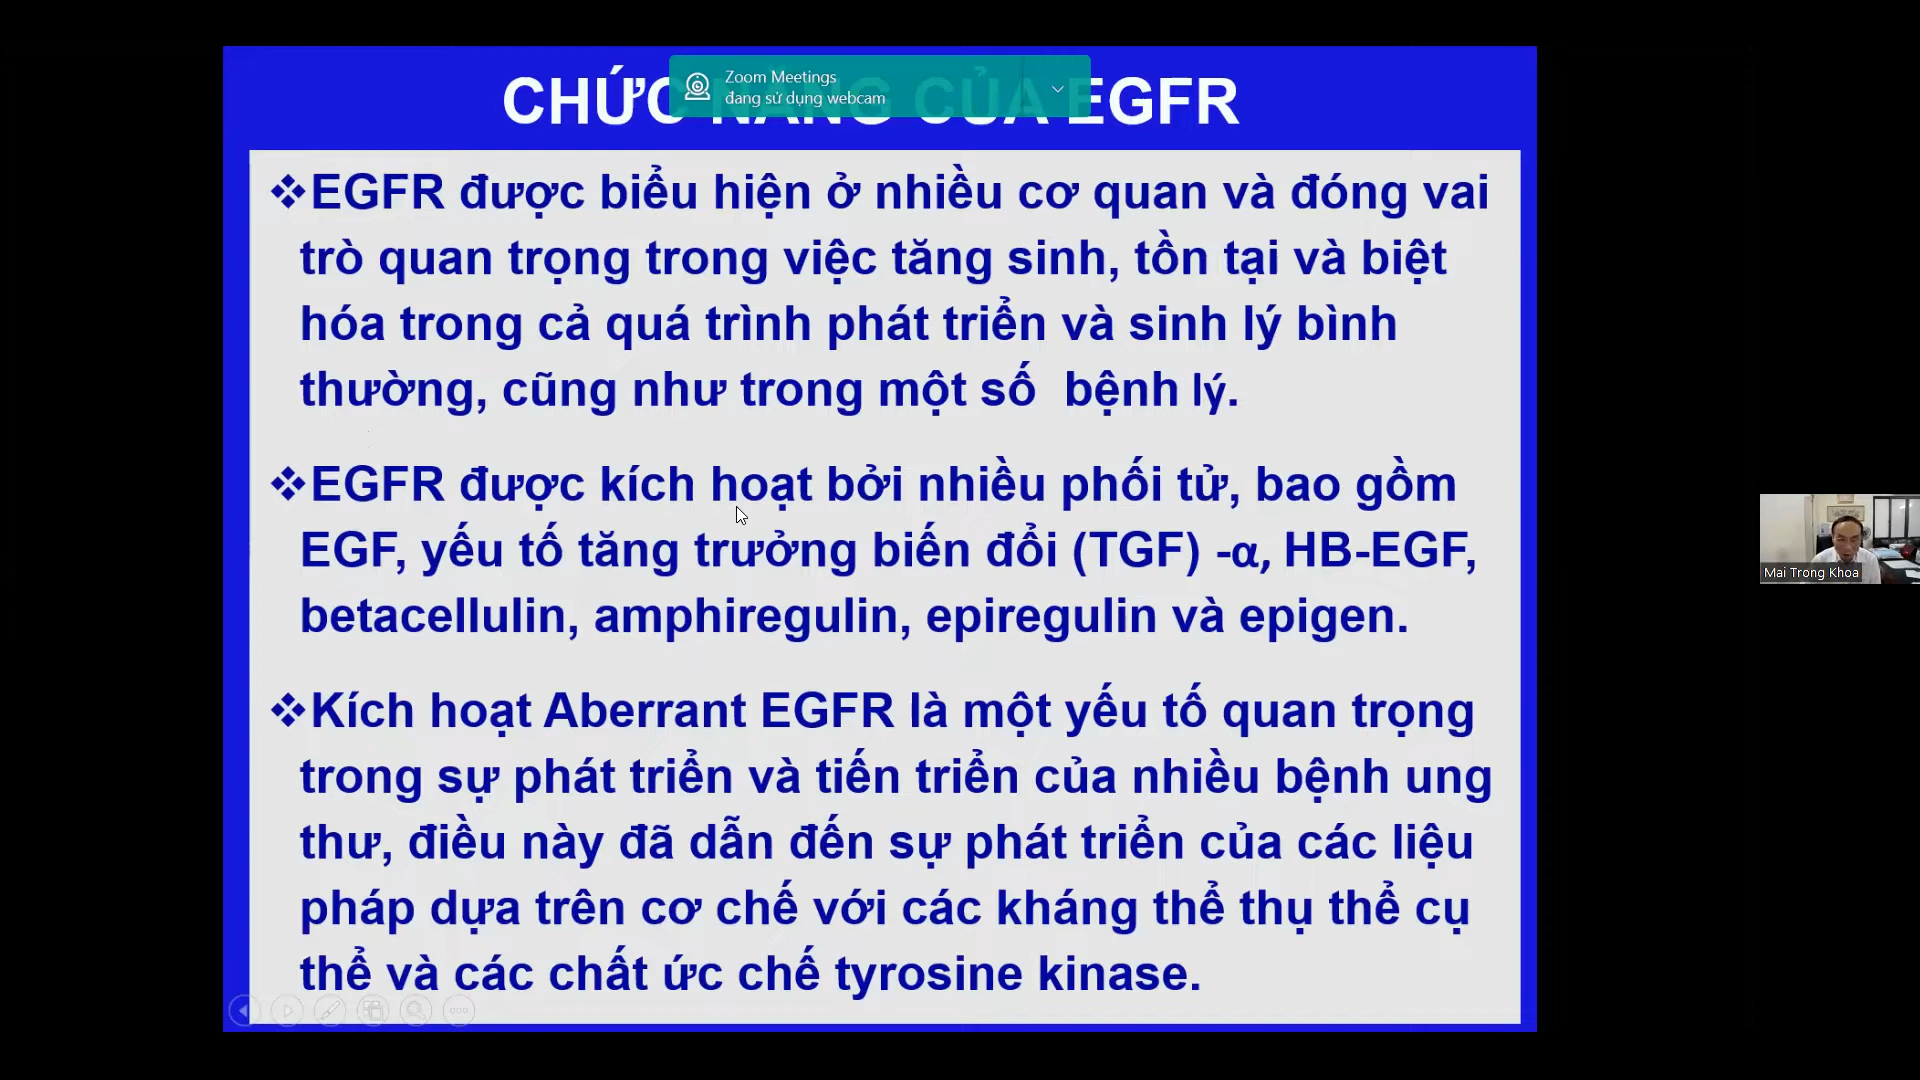 CHỨC NĂNG CỦA EGFR
Zoom Meetings
đang sử dụng webcam
❖EGFR được biểu hiện ở nhiều cơ quan và đóng vai
trò quan trọng trong việc tăng sinh, tồn tại và biệt
hóa trong cả quá trình phát triển và sinh lý bình
thường, cũng như trong một số bệnh lý.
❖EGFR được kích hoạt bởi nhiều phối tử, bao gồm
EGF, yếu tố tăng trưởng biến đổi (TGF) -α, HB-EGF,
betacellulin, amphiregulin, epiregulin và epigen.
❖Kích hoạt Aberrant EGFR là một yếu tố quan trọng
trong sự phát triển và tiến triển của nhiều bệnh ung
thư, điều này đã dẫn đến sự phát triển của các liệu
pháp dựa trên cơ chế với các kháng thể thụ thể cụ
thể và các chất ức chế tyrosine kinase.
Mai Trong Khoa